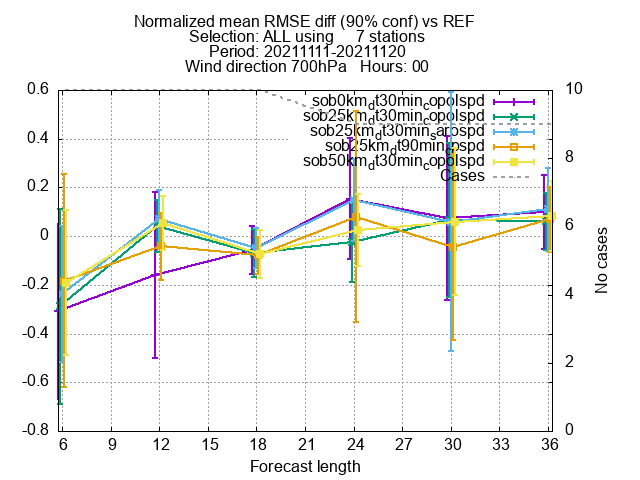 Normalized mean RMSE diff (90% conf) vs REF
Selection: ALL using 7 stations
Period: 20211111-20211120
Wind direction 700hPa Hours: 00
0.6
0.4
0.2
0
-0.2
-0.4
-0.6
-0.8
10
8
6
4
2
0
No cases
sob0km_dt30min_copolspd
sob25km_dt30min_copolspd
sob25km_dt30min_sarospd
sob25km_dt90min_copolspd
sob50km_dt30min_copolspd
Cases
6 9 12 15 18 21 24 27 30 33 36
Forecast length